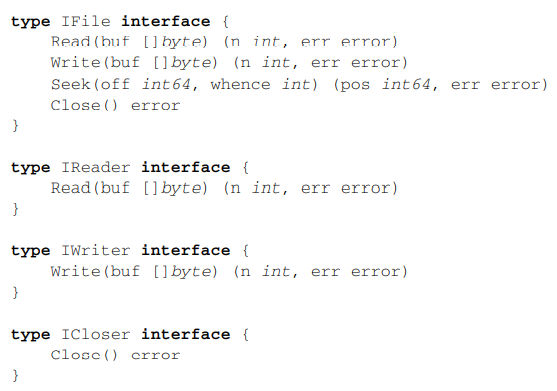 type IFile interface {
    Read(buf []byte) (n int, err error)
    Write(buf []byte) (n int, err error)
    Seek(off int64, whence int) (pos int64, err error)
    Close() error
}

type IReader interface {
    Read(buf []byte) (n int, err error)
}

type IWriter interface {
    Write(buf []byte) (n int, err error)
}

type ICloser interface {
    Close() error
}